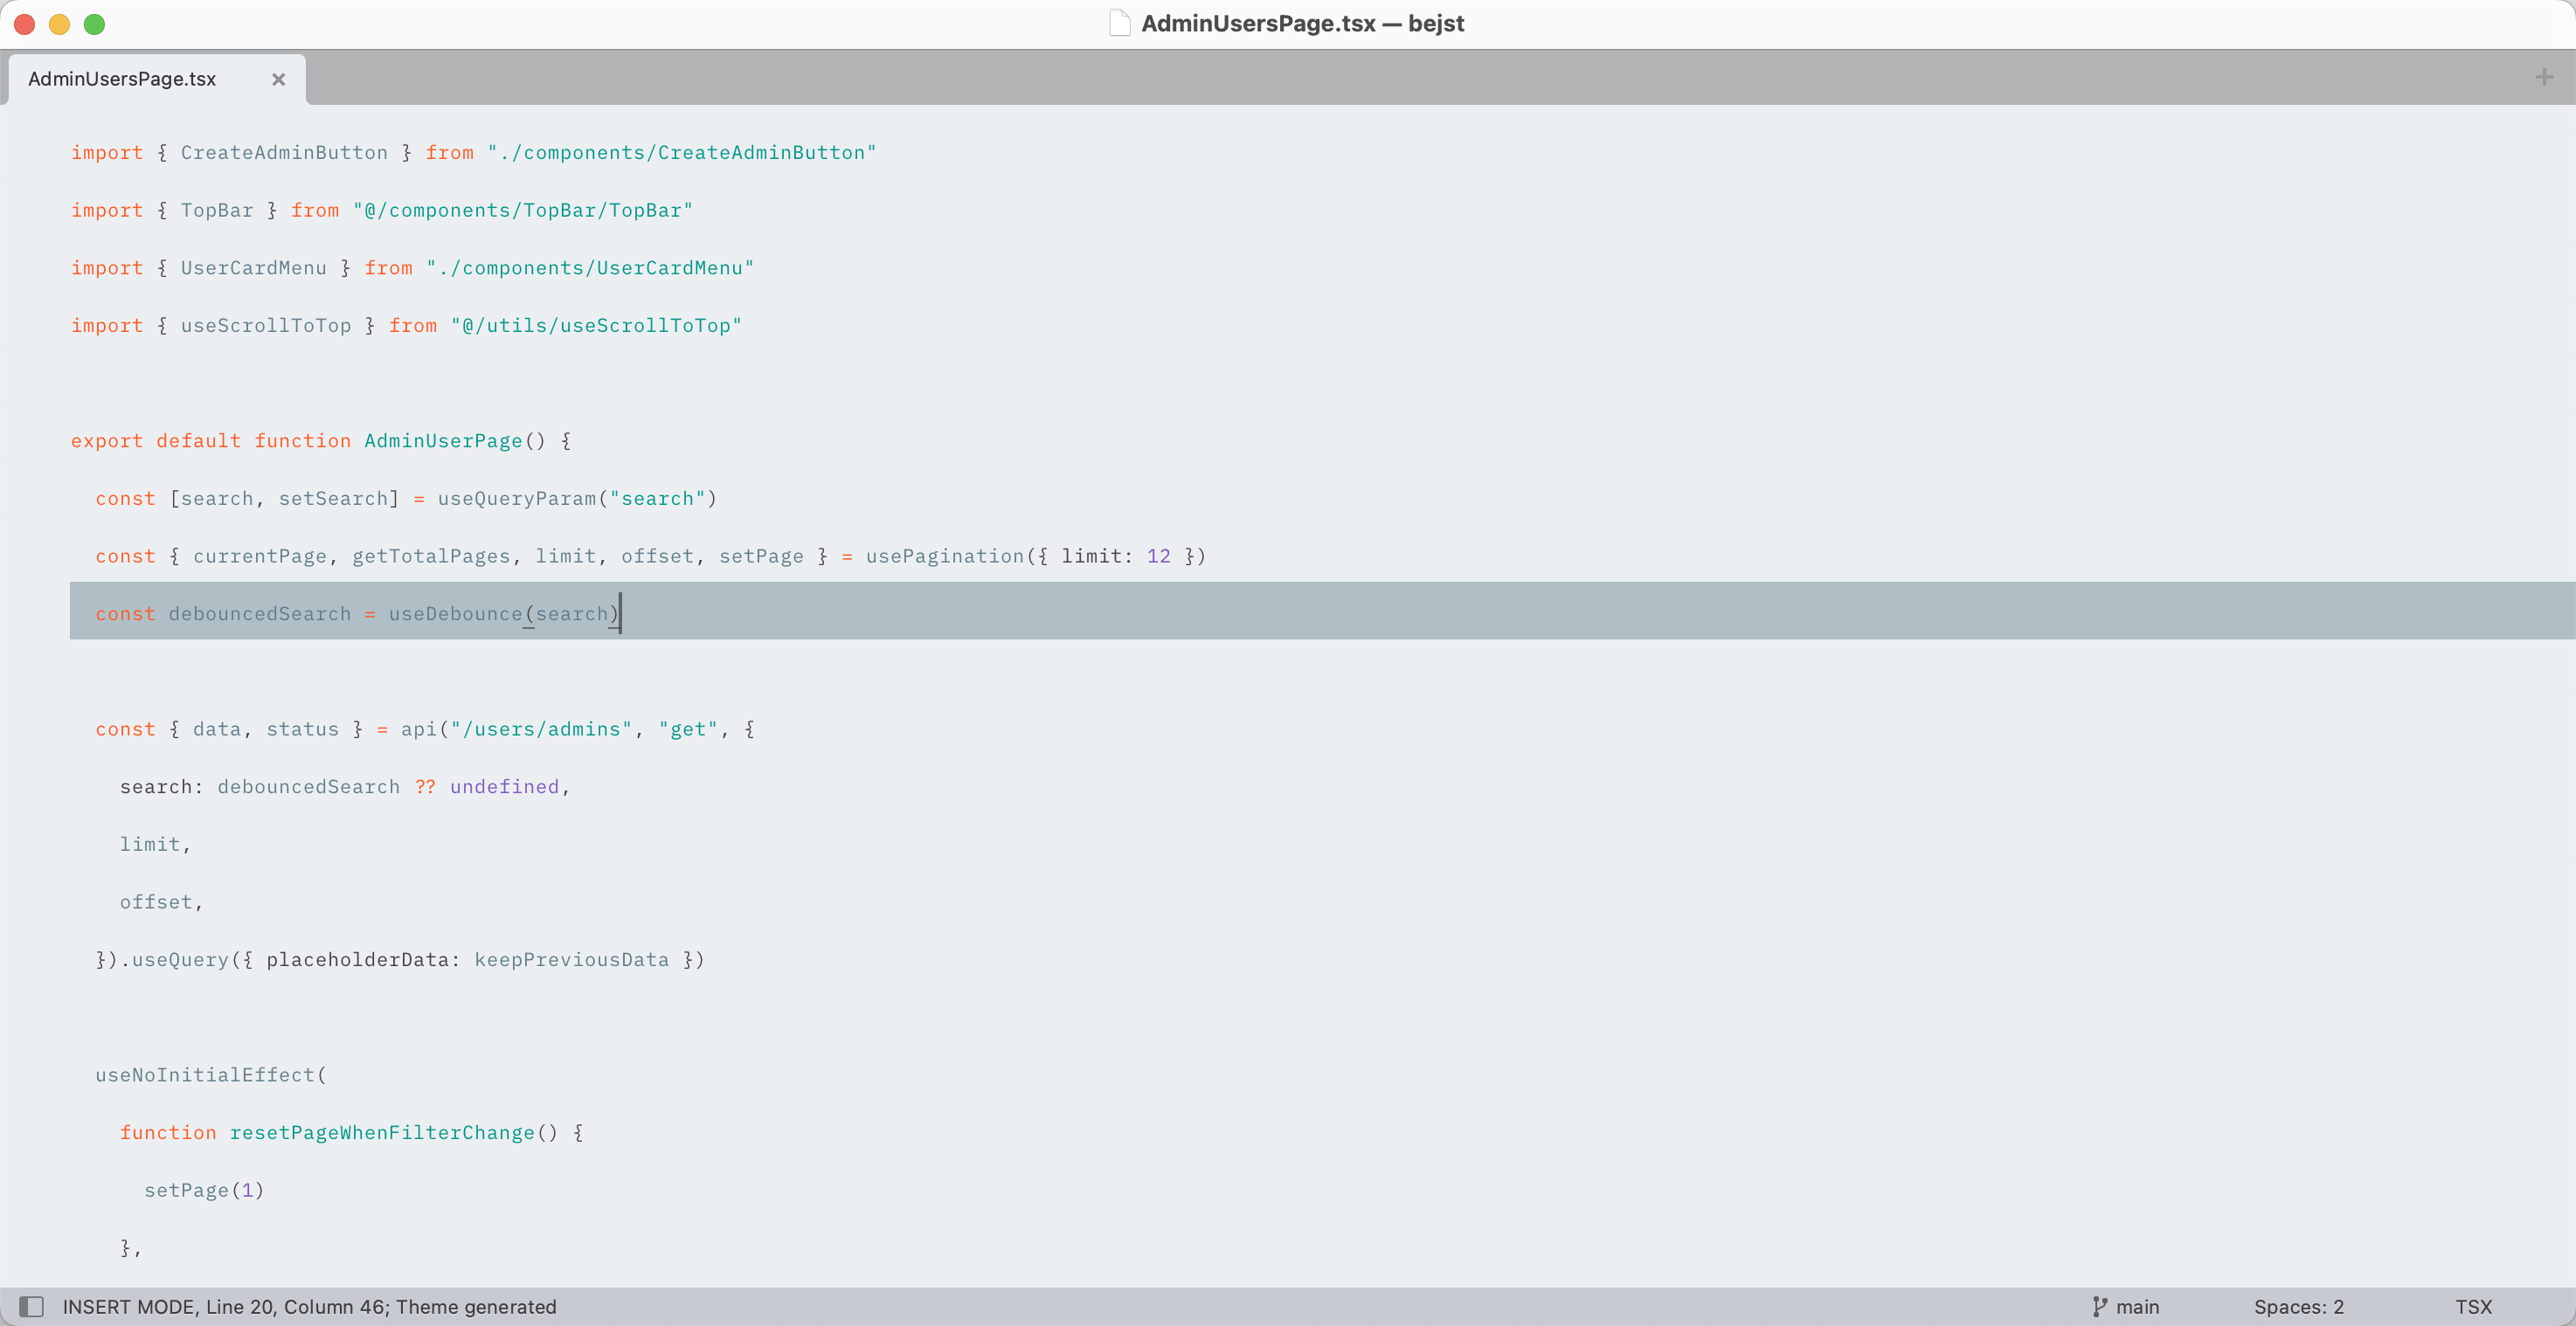 AdminUsersPage.tsx — bejst
AdminUsersPage.tsx
import { CreateAdminButton } from "./components/CreateAdminButton"
import { TopBar } from "@/components/TopBar/TopBar"
import { UserCardMenu } from "./components/UserCardMenu"
import { useScrollToTop } from "@/utils/useScrollToTop"
export default function AdminUserPage() {
  const [search, setSearch] = useQueryParam("search")
  const { currentPage, getTotalPages, limit, offset, setPage } = usePagination({ limit: 12 })
  const debouncedSearch = useDebounce(search)
  const { data, status } = api("/users/admins", "get", {
    search: debouncedSearch ?? undefined,
    limit,
    offset,
  }).useQuery({ placeholderData: keepPreviousData })
  useNoInitialEffect(
    function resetPageWhenFilterChange() {
      setPage(1)
    },
INSERT MODE, Line 20, Column 46; Theme generated
main
Spaces: 2
TSX